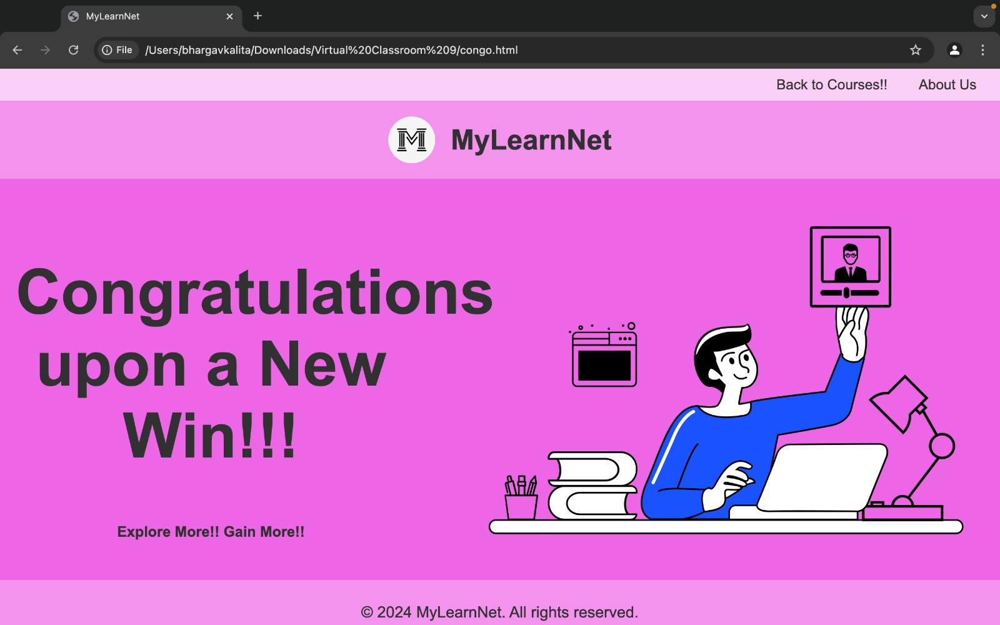 MyLearnNet
File
/Users/bhargavkalita/Downloads/Virtual%20Classroom%209/congo.html
Back to Courses!! About Us
M MyLearnNet
Congratulations
upon a New
Win!!!
Explore More!! Gain More!!
© 2024 MyLearnNet. All rights reserved.